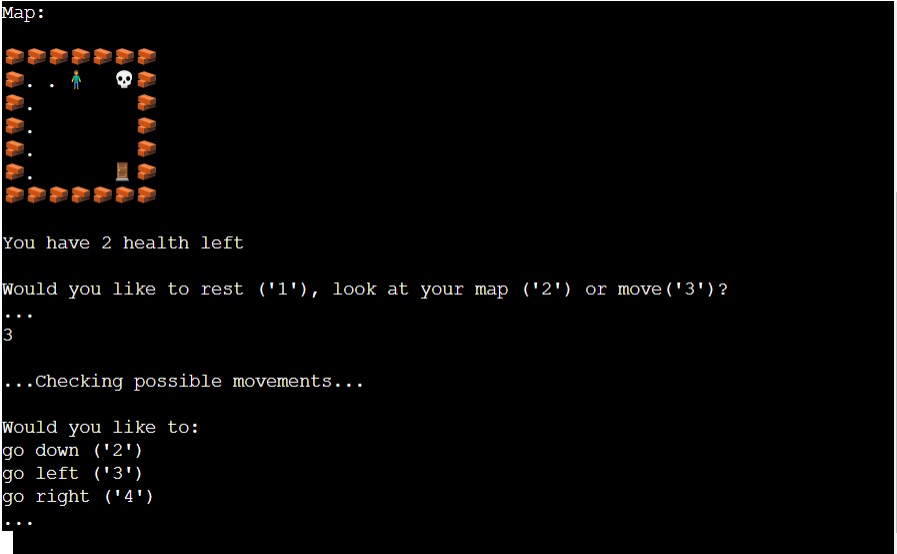 Map:
. .
.
.
.
.
You have 2 health left
Would you like to rest ('1'), look at your map ('2') or move('3')?
...
3
...Checking possible movements...
Would you like to:
go down ('2')
go left ('3')
go right ('4')
...